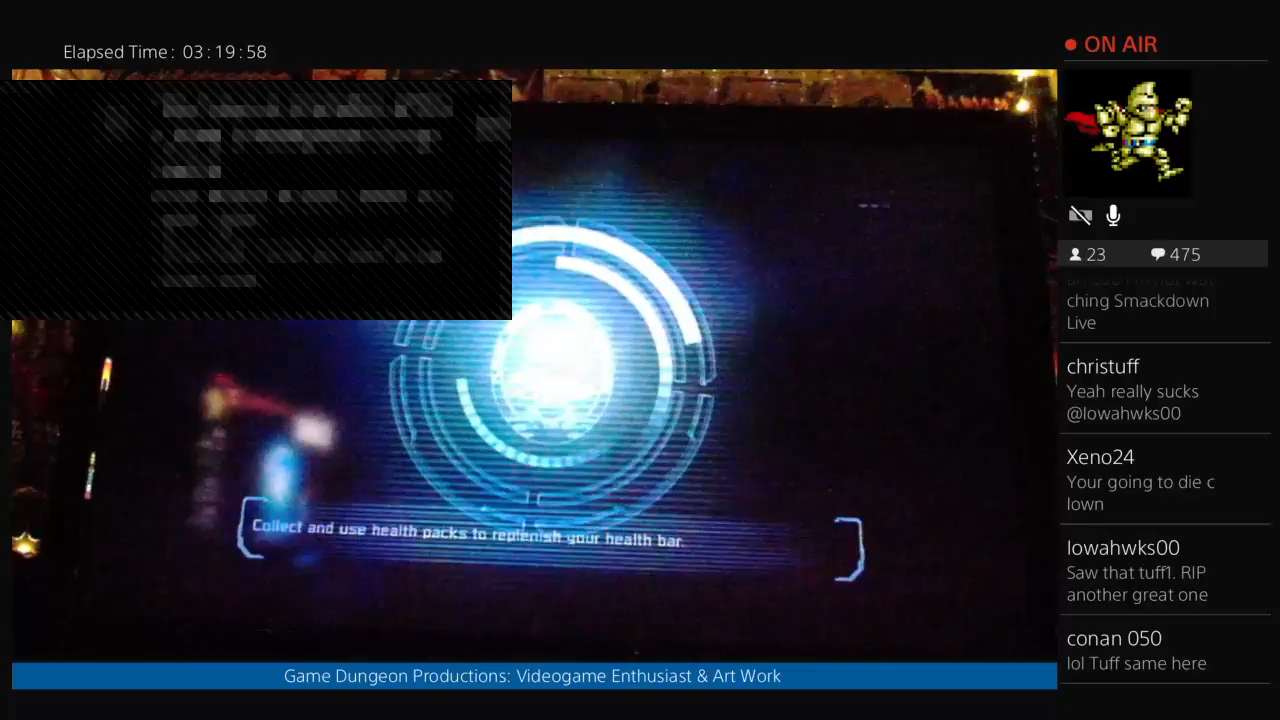 Elapsed Time: 03:19:58
ON AIR
23 475
ching Smackdown
Live
christuff
Yeah really sucks
@Iowahwks00
Xeno24
Your going to die c
lown
Iowahwks00
Saw that tuff1. RIP
another great one
conan 050
lol Tuff same here
Collect and use health packs to replenish your health bar.
Game Dungeon Productions: Videogame Enthusiast & Art Work